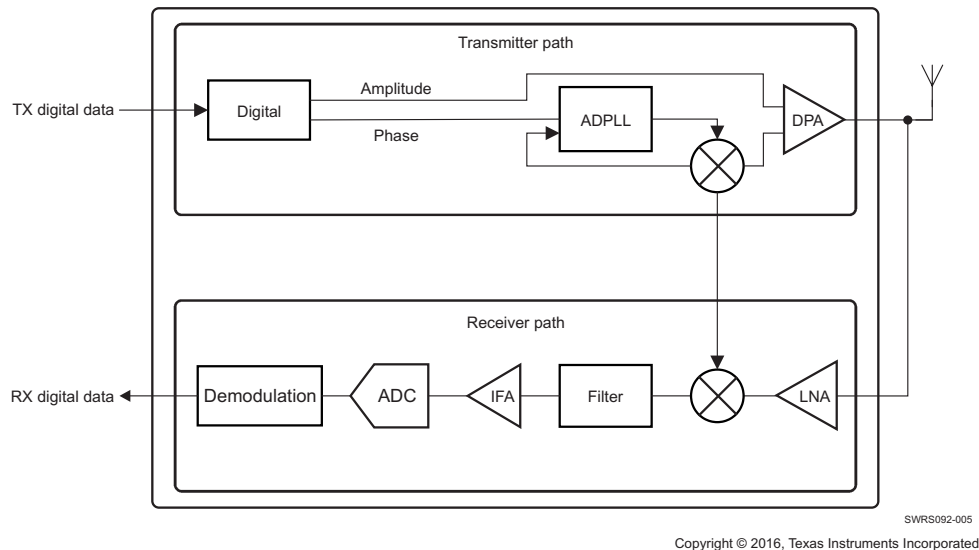 Transmitter path
TX digital data
Digital
Amplitude
Phase
ADPLL
DPA
Receiver path
RX digital data
Demodulation
ADC
IFA
Filter
LNA
SWRS092-005
Copyright © 2016, Texas Instruments Incorporated